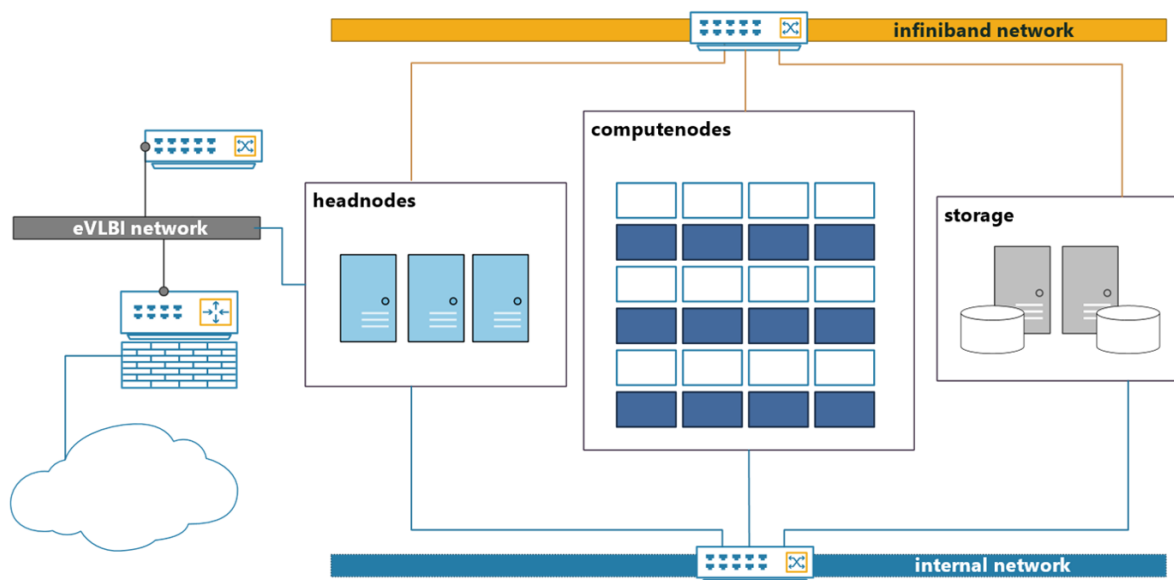 infiniband network
computenodes
headnodes
storage
eVLBI network
internal network